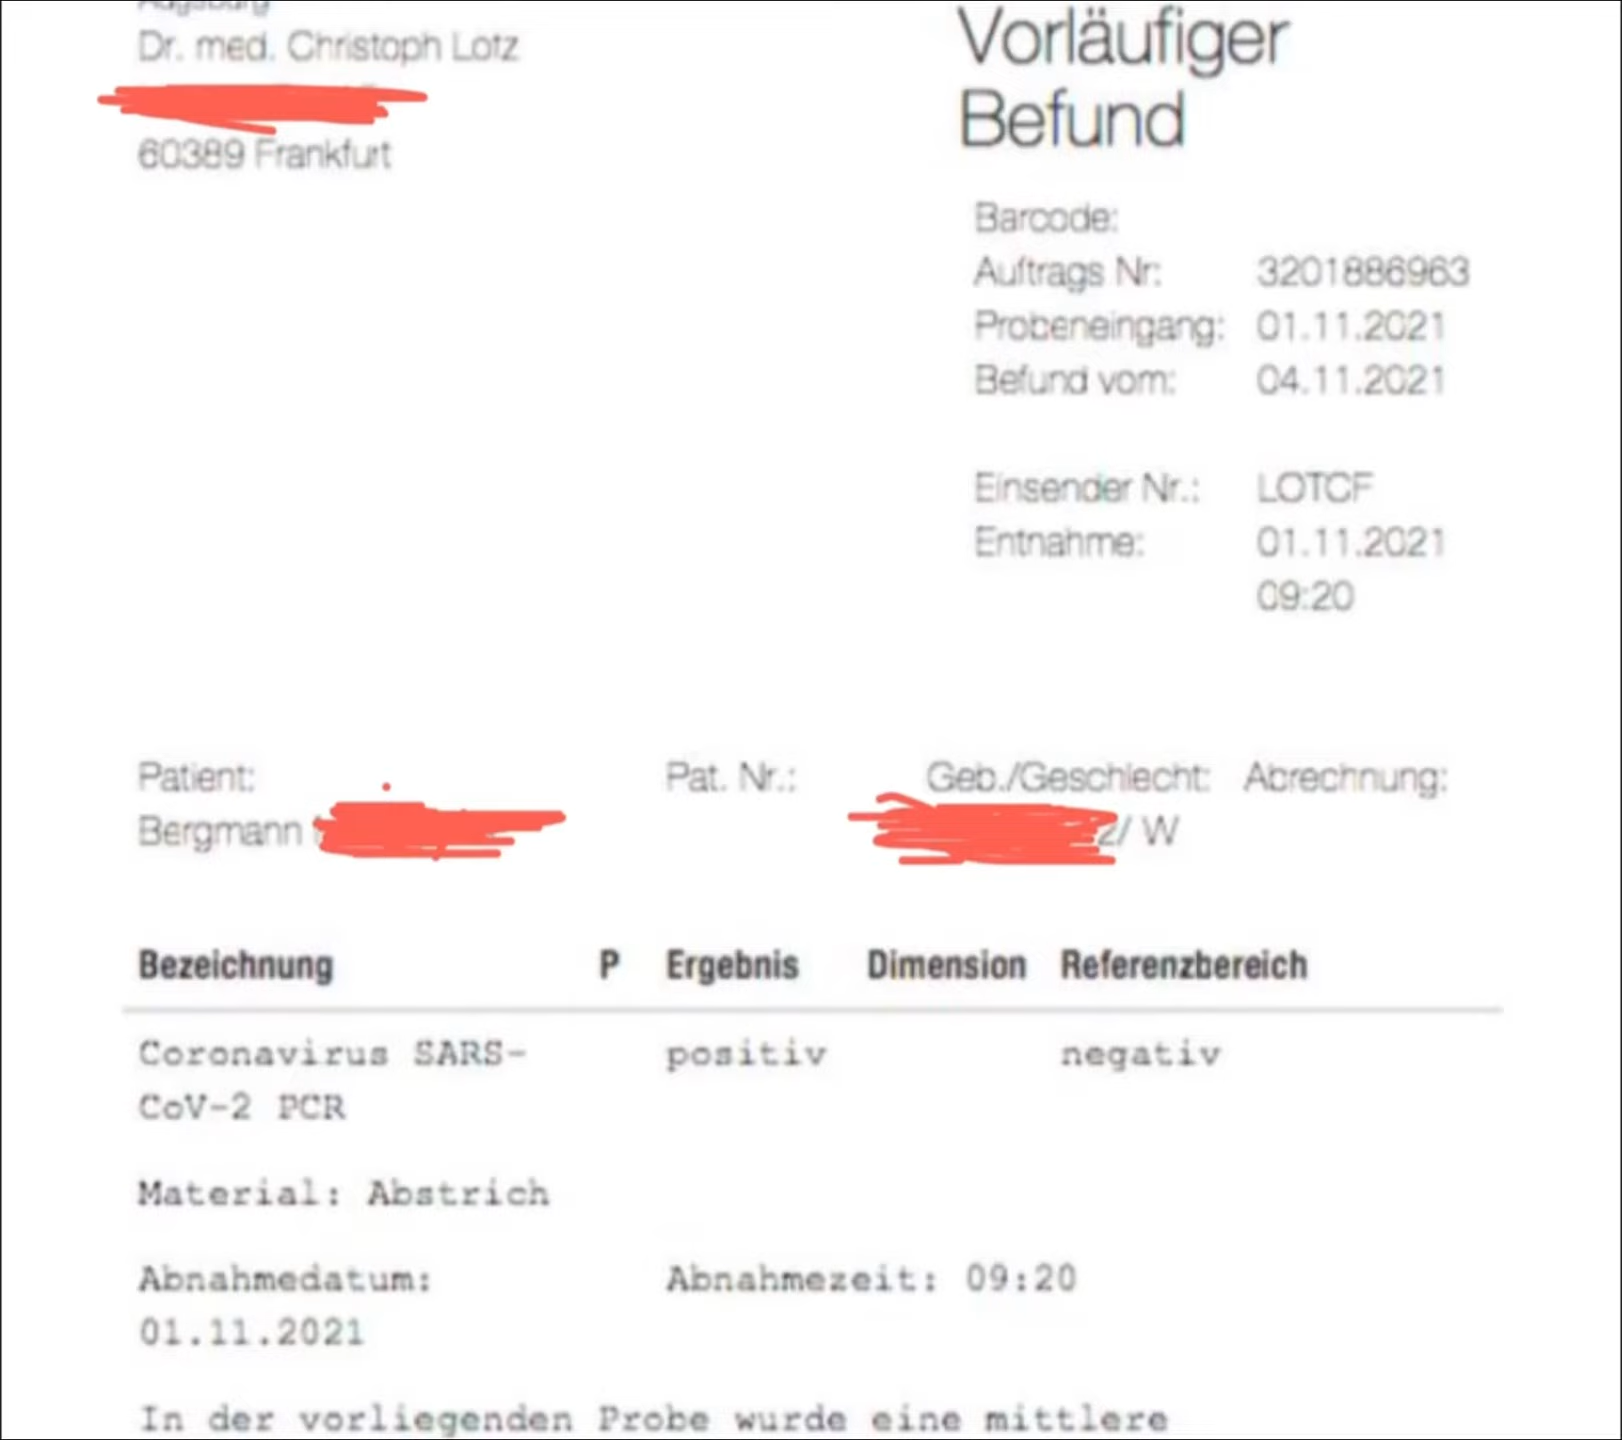 Augsburg
Dr. med. Christoph Lotz
60389 Frankfurt
Vorläufiger
Befund
Barcode:
Auftrags Nr: 3201886963
Probeneingang: 01.11.2021
Befund vom: 04.11.2021
Einsender Nr.: LOTCF
Entnahme: 01.11.2021
09:20
Patient: Pat. Nr.: Geb./Geschlecht: Abrechnung:
Bergmann 2/ W
Bezeichnung P Ergebnis Dimension Referenzbereich
Coronavirus SARS- positiv negativ
CoV-2 PCR
Material: Abstrich
Abnahmedatum: Abnahmezeit: 09:20
01.11.2021
In der vorliegenden Probe wurde eine mittlere